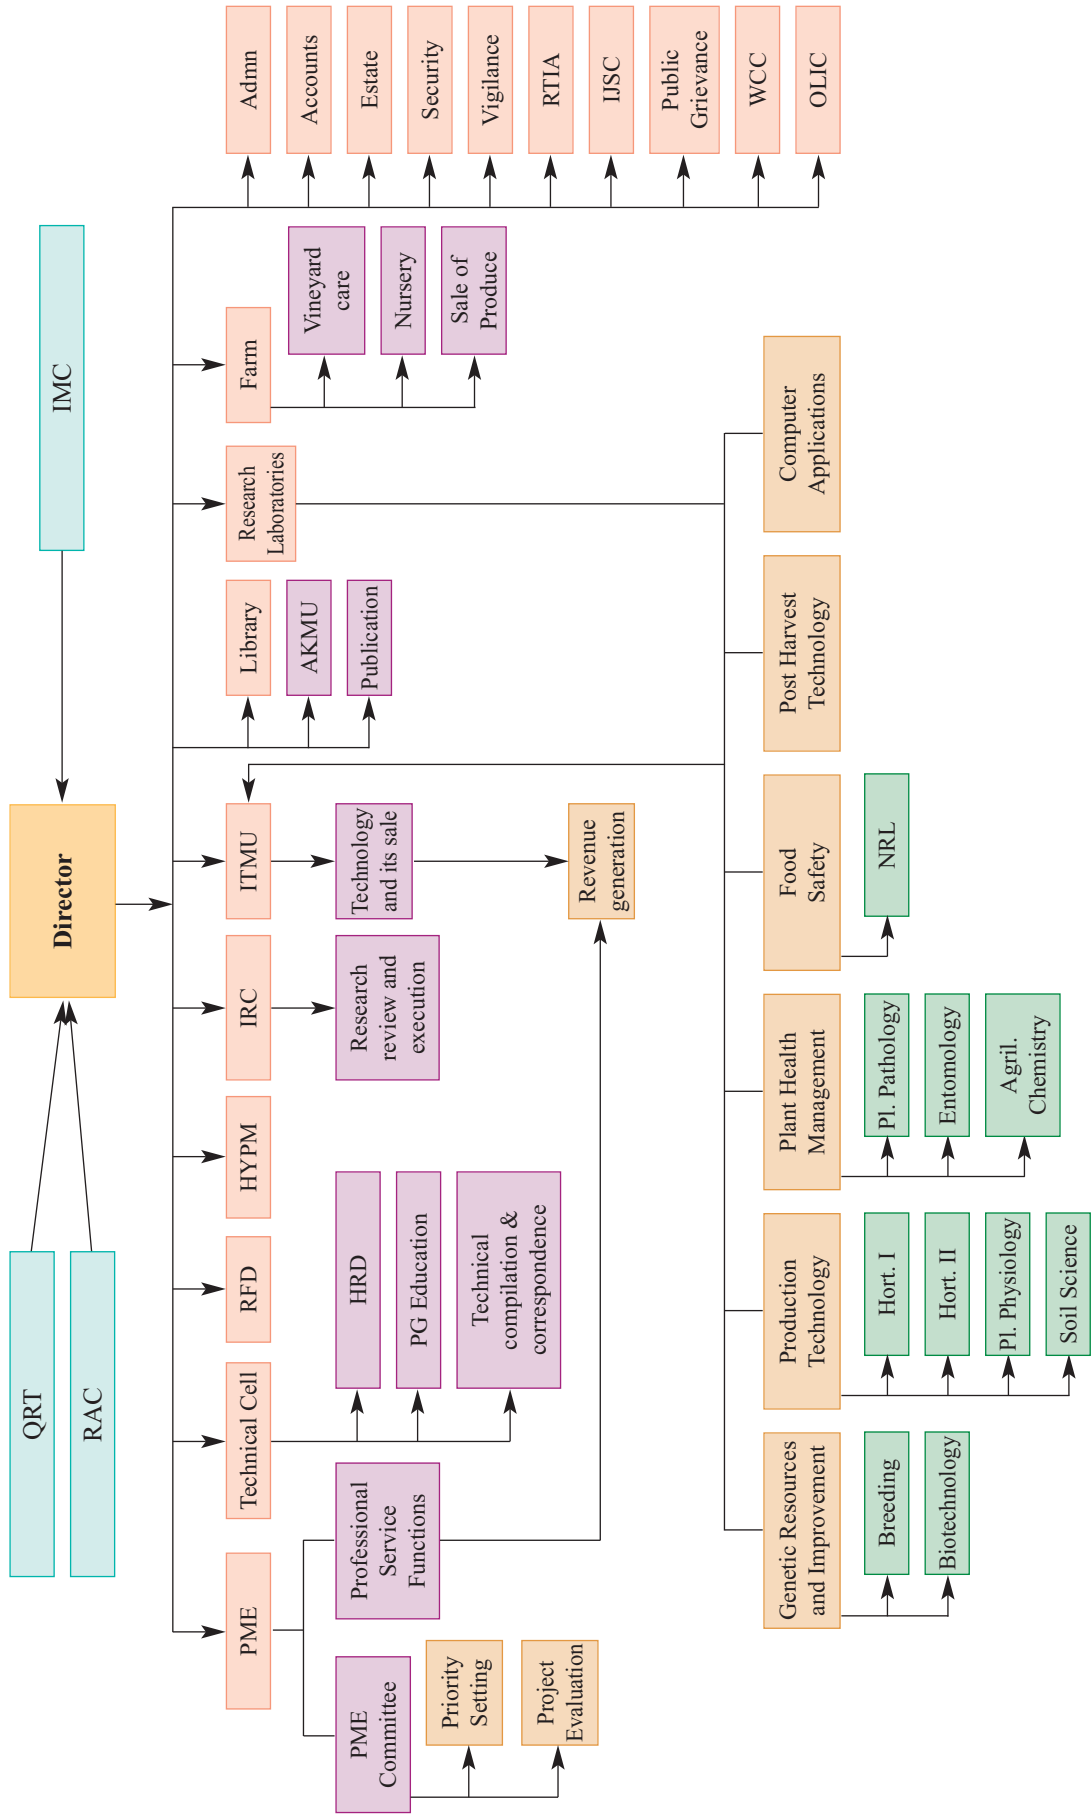 QRT
RAC
Director
IMC
PME
Technical Cell
RFD
HYPM
IRC
ITMU
Library
AKMU
Publication
Research
Laboratories
Farm
Vineyard
care
Nursery
Sale of
Produce
Admn
Accounts
Estate
Security
Vigilance
RTIA
IJSC
Public
Grievance
WCC
OLIC
PME
Committee
Priority
Setting
Project
Evaluation
Professional
Service
Functions
HRD
PG Education
Technical
compilation &
correspondence
Research
review and
execution
Technology
and its sale
Revenue
generation
Genetic Resources
and Improvement
Breeding
Biotechnology
Production
Technology
Hort. I
Hort. II
Pl. Physiology
Soil Science
Plant Health
Management
Pl. Pathology
Entomology
Agril.
Chemistry
Food
Safety
NRL
Post Harvest
Technology
Computer
Applications